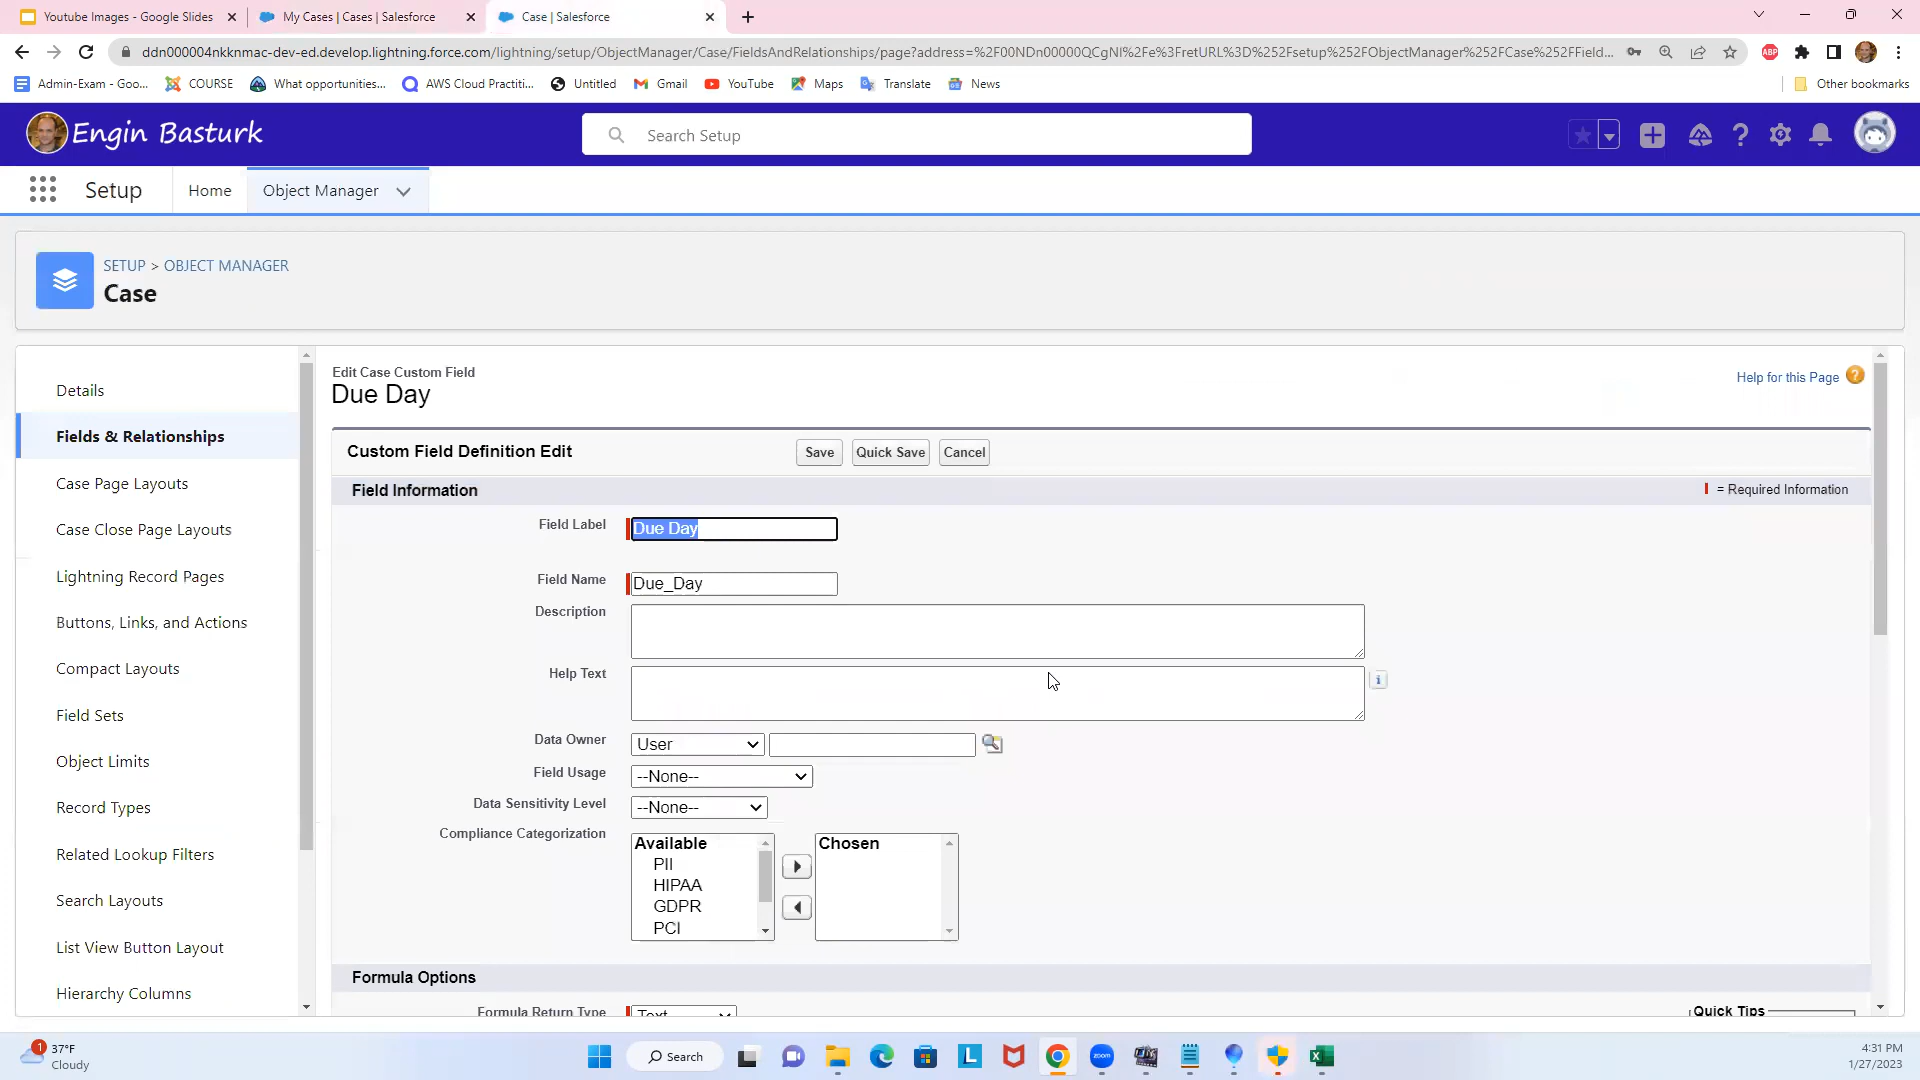 Youtube Images - Google Slides
My Cases | Cases | Salesforce
Case | Salesforce
ddn000004nkknmac-dev-ed.develop.lightning.force.com/lightning/setup/ObjectManager/Case/FieldsAndRelationships/page?address=%2F00NDn00000QCgNI%2Fe%3FretURL%3D%252Fsetup%252FObjectManager%252FCase%252FField...
Admin-Exam - Goo...
COURSE
What opportunities...
AWS Cloud Practiti...
Untitled
Gmail
YouTube
Maps
Translate
News
Other bookmarks
ABP
Engin Basturk
Search Setup
Setup
Home
Object Manager
SETUP > OBJECT MANAGER
Case
Details
Fields & Relationships
Case Page Layouts
Case Close Page Layouts
Lightning Record Pages
Buttons, Links, and Actions
Compact Layouts
Field Sets
Object Limits
Record Types
Related Lookup Filters
Search Layouts
List View Button Layout
Hierarchy Columns
Edit Case Custom Field
Due Day
Help for this Page
Custom Field Definition Edit
Save
Quick Save
Cancel
Field Information
= Required Information
Field Label
Due Day
Field Name
Due_Day
Description
Help Text
Data Owner
User
Field Usage
--None--
Data Sensitivity Level
--None--
Compliance Categorization
Available
PII
HIPAA
GDPR
PCI
Chosen
Formula Options
Formula Return Type
Text
Quick Tips
1
37°F
Cloudy
Search
zoom
4:31 PM
1/27/2023